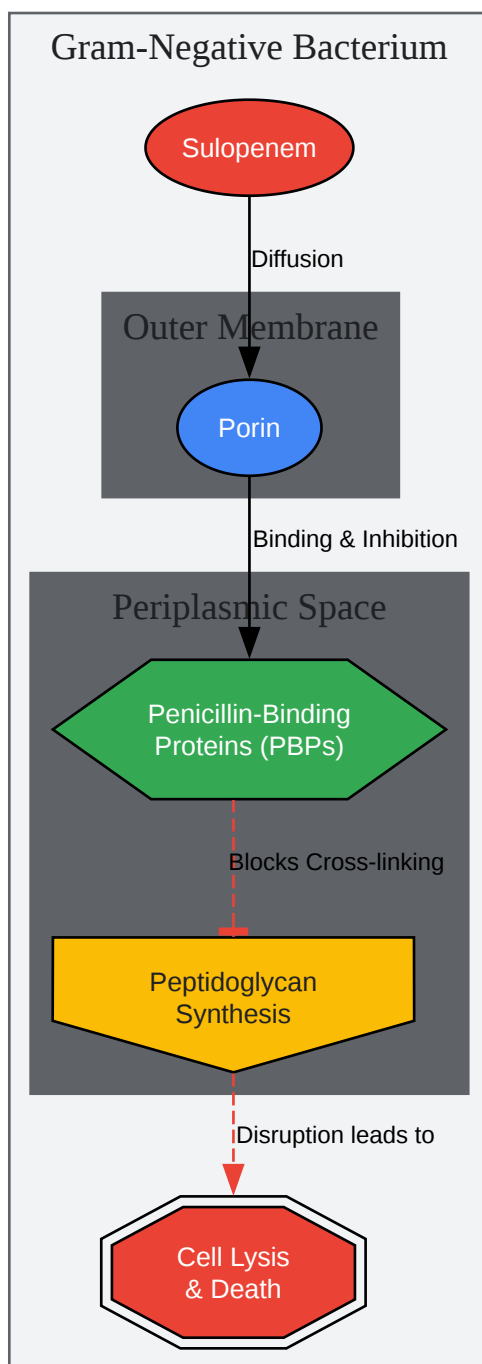 Gram-Negative Bacterium
Sulopenem
Diffusion
Outer Membrane
Porin
Binding & Inhibition
Periplasmic Space
Penicillin-Binding
Proteins (PBPs)
Blocks Cross-linking
Peptidoglycan
Synthesis
Disruption leads to
Cell Lysis
& Death